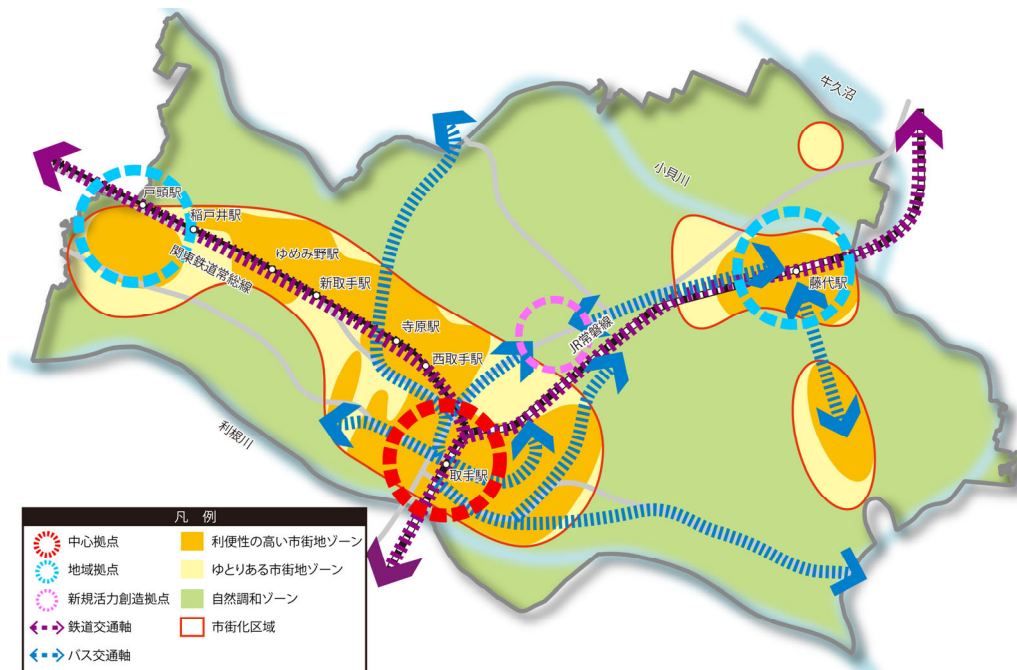 牛久沼
小貝川
戸頭駅
稲戸井駅
ゆめみ野駅
関東鉄道常総線
新取手駅
藤代駅
寺原駅
JR常磐線
西取手駅
利根川
取手駅
凡 例
中心拠点
利便性の高い市街地ゾーン
地域拠点
ゆとりある市街地ゾーン
新規活力創造拠点
自然調和ゾーン
鉄道交通軸
市街化区域
バス交通軸